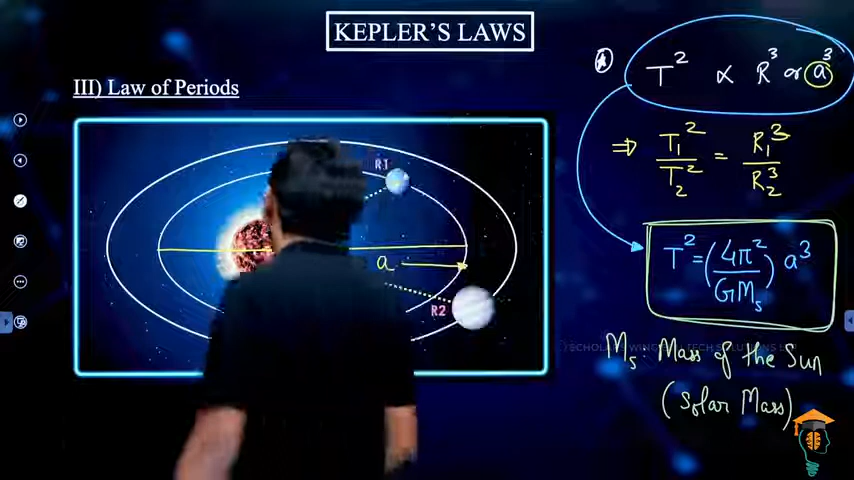 KEPLER'S LAWS
III) Law of Periods
T² ∝ R³ or a³
⇒ T₁²/T₂² = R₁³/R₂³
T² = (4π²/GMₛ) a³
R1
a
R2
Mₛ: Mass of the Sun
(Solar Mass)